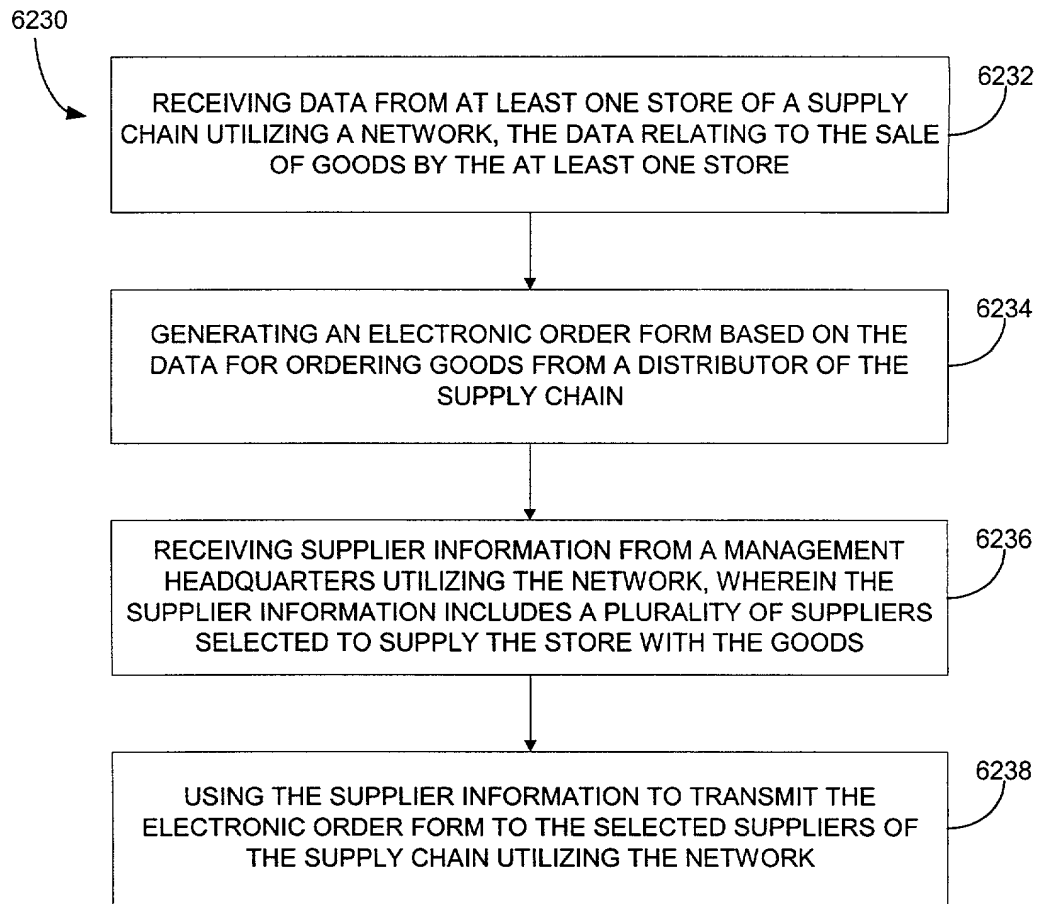 6230
6232
RECEIVING DATA FROM AT LEAST ONE STORE OF A SUPPLY
CHAIN UTILIZING A NETWORK, THE DATA RELATING TO THE SALE
OF GOODS BY THE AT LEAST ONE STORE
6234
GENERATING AN ELECTRONIC ORDER FORM BASED ON THE
DATA FOR ORDERING GOODS FROM A DISTRIBUTOR OF THE
SUPPLY CHAIN
6236
RECEIVING SUPPLIER INFORMATION FROM A MANAGEMENT
HEADQUARTERS UTILIZING THE NETWORK, WHEREIN THE
SUPPLIER INFORMATION INCLUDES A PLURALITY OF SUPPLIERS
SELECTED TO SUPPLY THE STORE WITH THE GOODS
6238
USING THE SUPPLIER INFORMATION TO TRANSMIT THE
ELECTRONIC ORDER FORM TO THE SELECTED SUPPLIERS OF
THE SUPPLY CHAIN UTILIZING THE NETWORK